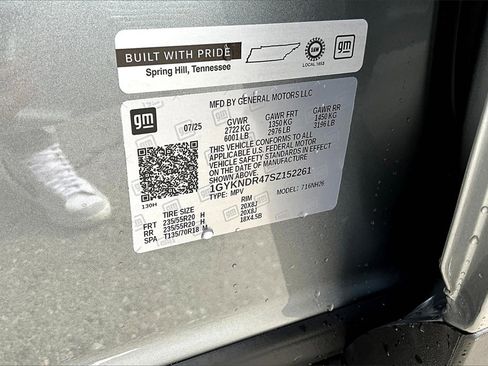 BUILT WITH PRIDE
Spring Hill, Tennessee
UAW
LOCAL 1853
gm
MFD BY GENERAL MOTORS LLC
gm
07/25
GVWR GAWR FRT GAWR RR
2722 KG 1350 KG 1450 KG
6001 LB 2976 LB 3196 LB
THIS VEHICLE CONFORMS TO ALL
APPLICABLE U.S. FEDERAL MOTOR
VEHICLE SAFETY STANDARDS IN EFFECT
ON THE DATE OF MANUFACTURE
SHOWN ABOVE.
1GYKNDR47SZ152261
TYPE: MPV MODEL: 716NH26
130H
TIRE SIZE RIM
FRT 235/55R20 H 20X8J
RR 235/55R20 H 20X8J
SPA T135/70R18 M 18X4.5B